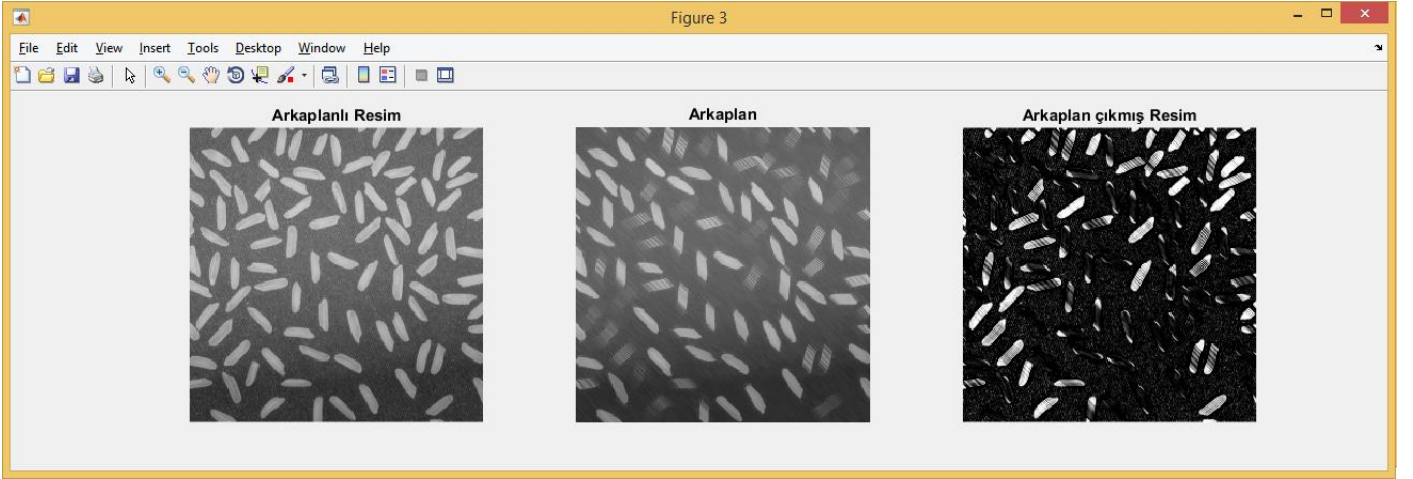 Figure 3
File Edit View Insert Tools Desktop Window Help
Arkaplanlı Resim
Arkaplan
Arkaplan çıkmış Resim